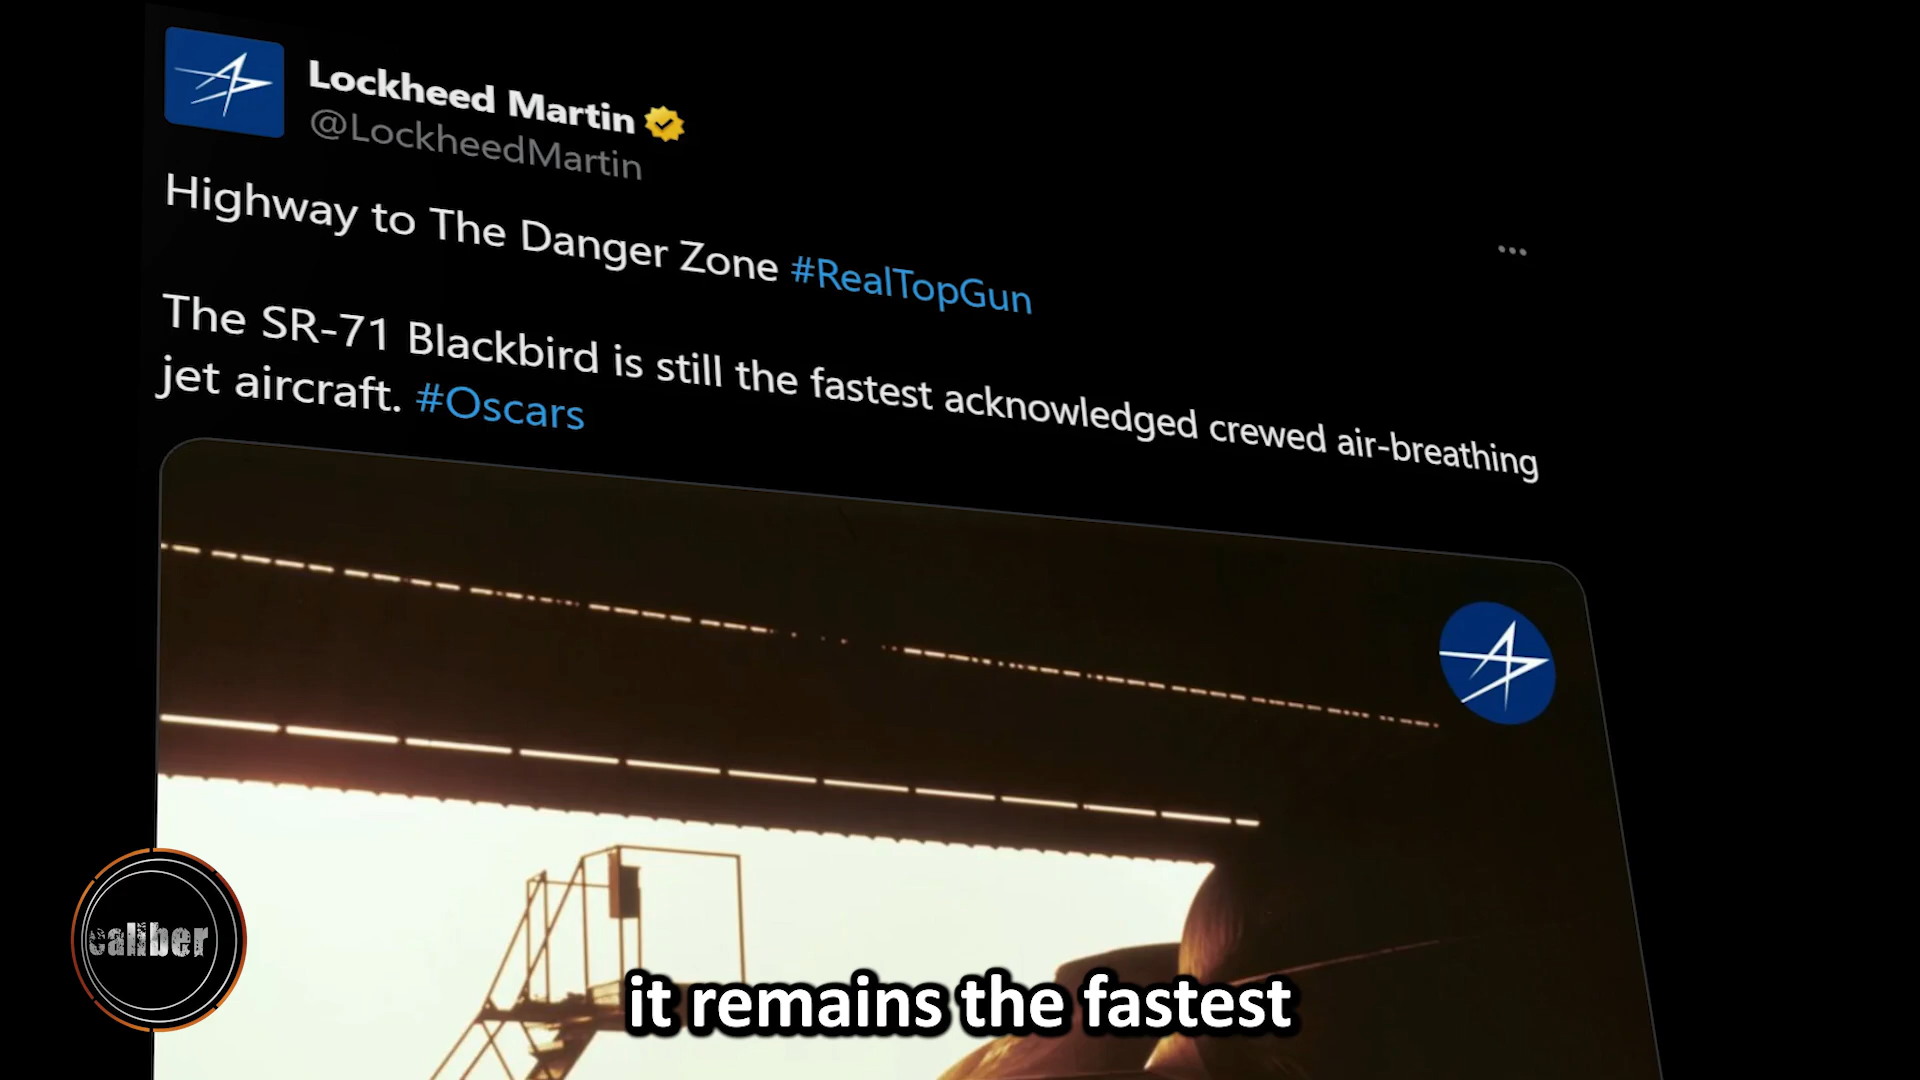 Lockheed Martin
@LockheedMartin
Highway to The Danger Zone #RealTopGun
The SR-71 Blackbird is still the fastest acknowledged crewed air-breathing
jet aircraft. #Oscars
caliber
it remains the fastest